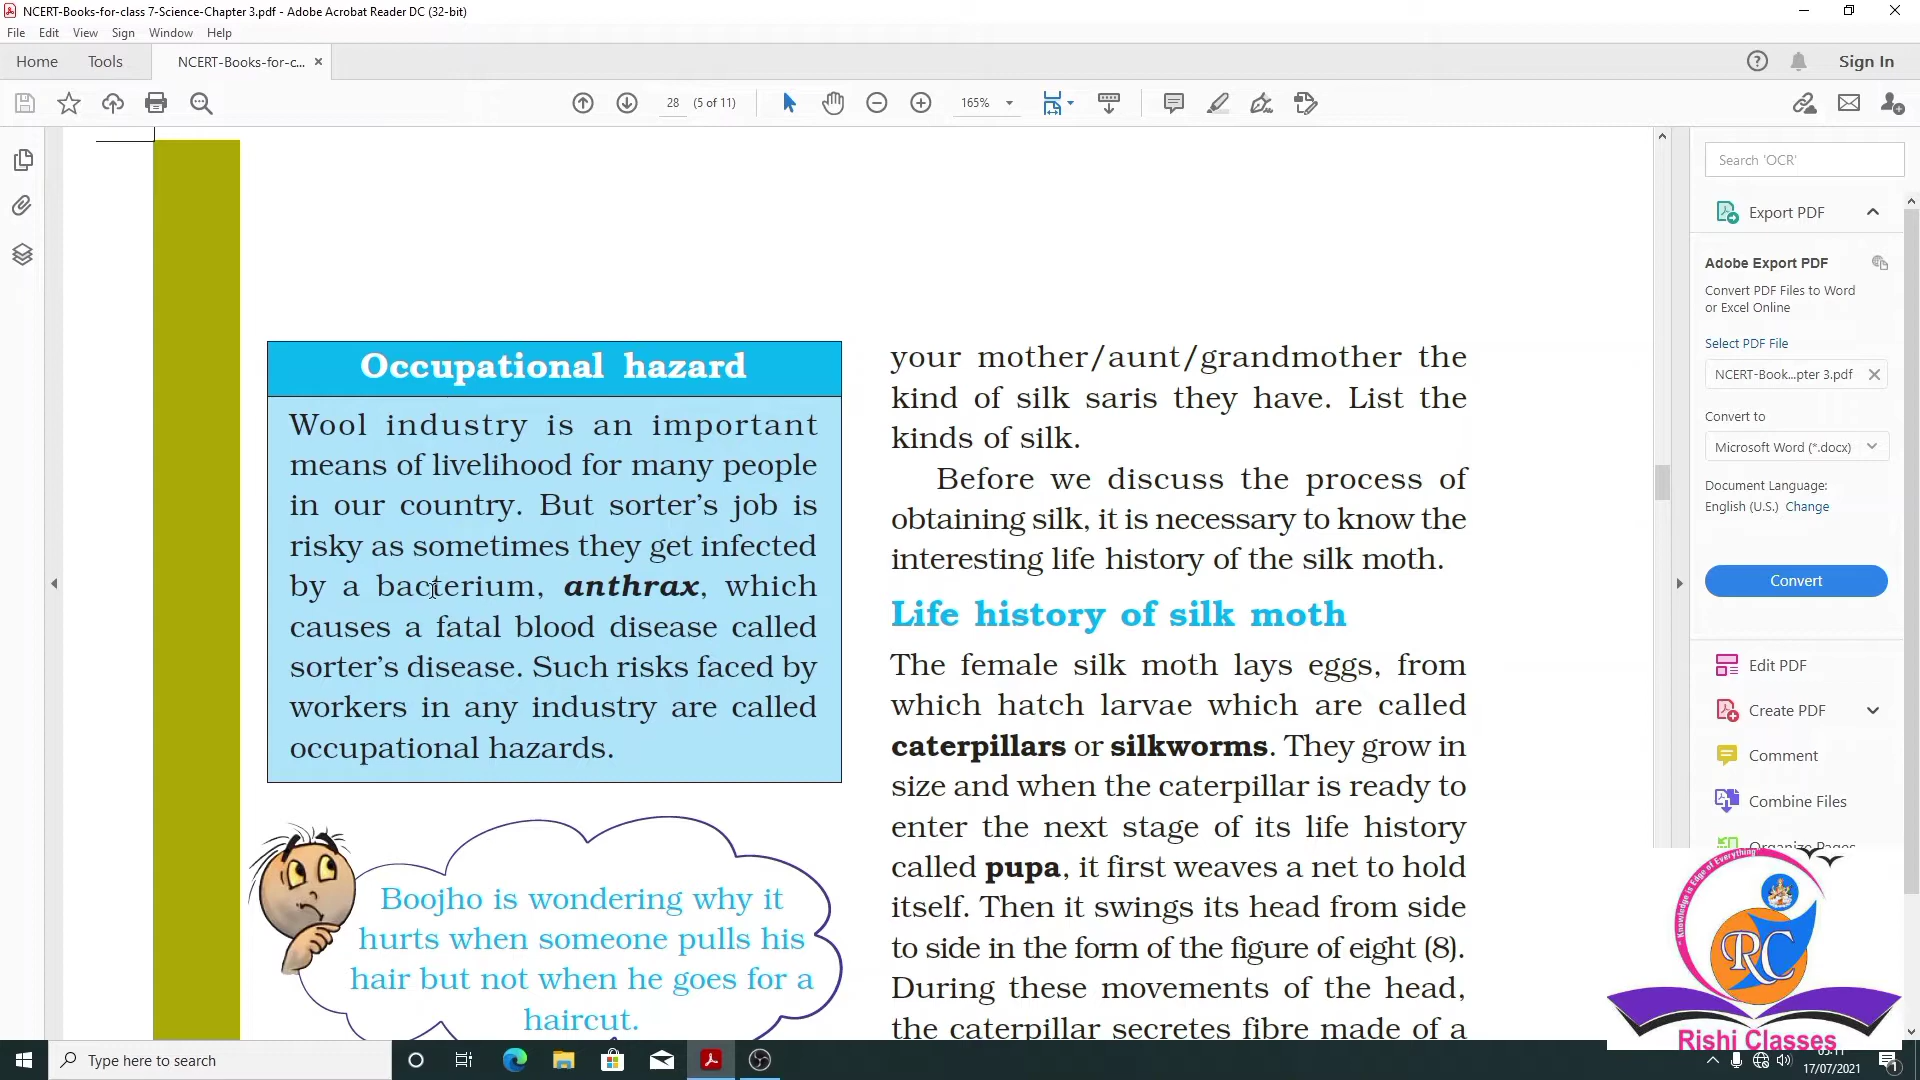 NCERT-Books-for-class 7-Science-Chapter 3.pdf - Adobe Acrobat Reader DC (32-bit)
File Edit View Sign Window Help
Home Tools NCERT-Books-for-c... ×
Sign In
28 (5 of 11)
165%
Occupational hazard
Wool industry is an important
means of livelihood for many people
in our country. But sorter's job is
risky as sometimes they get infected
by a bacterium, anthrax, which
causes a fatal blood disease called
sorter's disease. Such risks faced by
workers in any industry are called
occupational hazards.
Boojho is wondering why it
hurts when someone pulls his
hair but not when he goes for a
haircut.
your mother/aunt/grandmother the
kind of silk saris they have. List the
kinds of silk.
Before we discuss the process of
obtaining silk, it is necessary to know the
interesting life history of the silk moth.
Life history of silk moth
The female silk moth lays eggs, from
which hatch larvae which are called
caterpillars or silkworms. They grow in
size and when the caterpillar is ready to
enter the next stage of its life history
called pupa, it first weaves a net to hold
itself. Then it swings its head from side
to side in the form of the figure of eight (8).
During these movements of the head,
the caterpillar secretes fibre made of a
Search 'OCR'
Export PDF
Adobe Export PDF
Convert PDF Files to Word
or Excel Online
Select PDF File
NCERT-Book...pter 3.pdf
Convert to
Microsoft Word (*.docx)
Document Language:
English (U.S.) Change
Convert
Edit PDF
Create PDF
Comment
Combine Files
Organize Pages
"Knowledge is Edge of Everything"
RC
Rishi Classes
Type here to search
17/07/2021
1